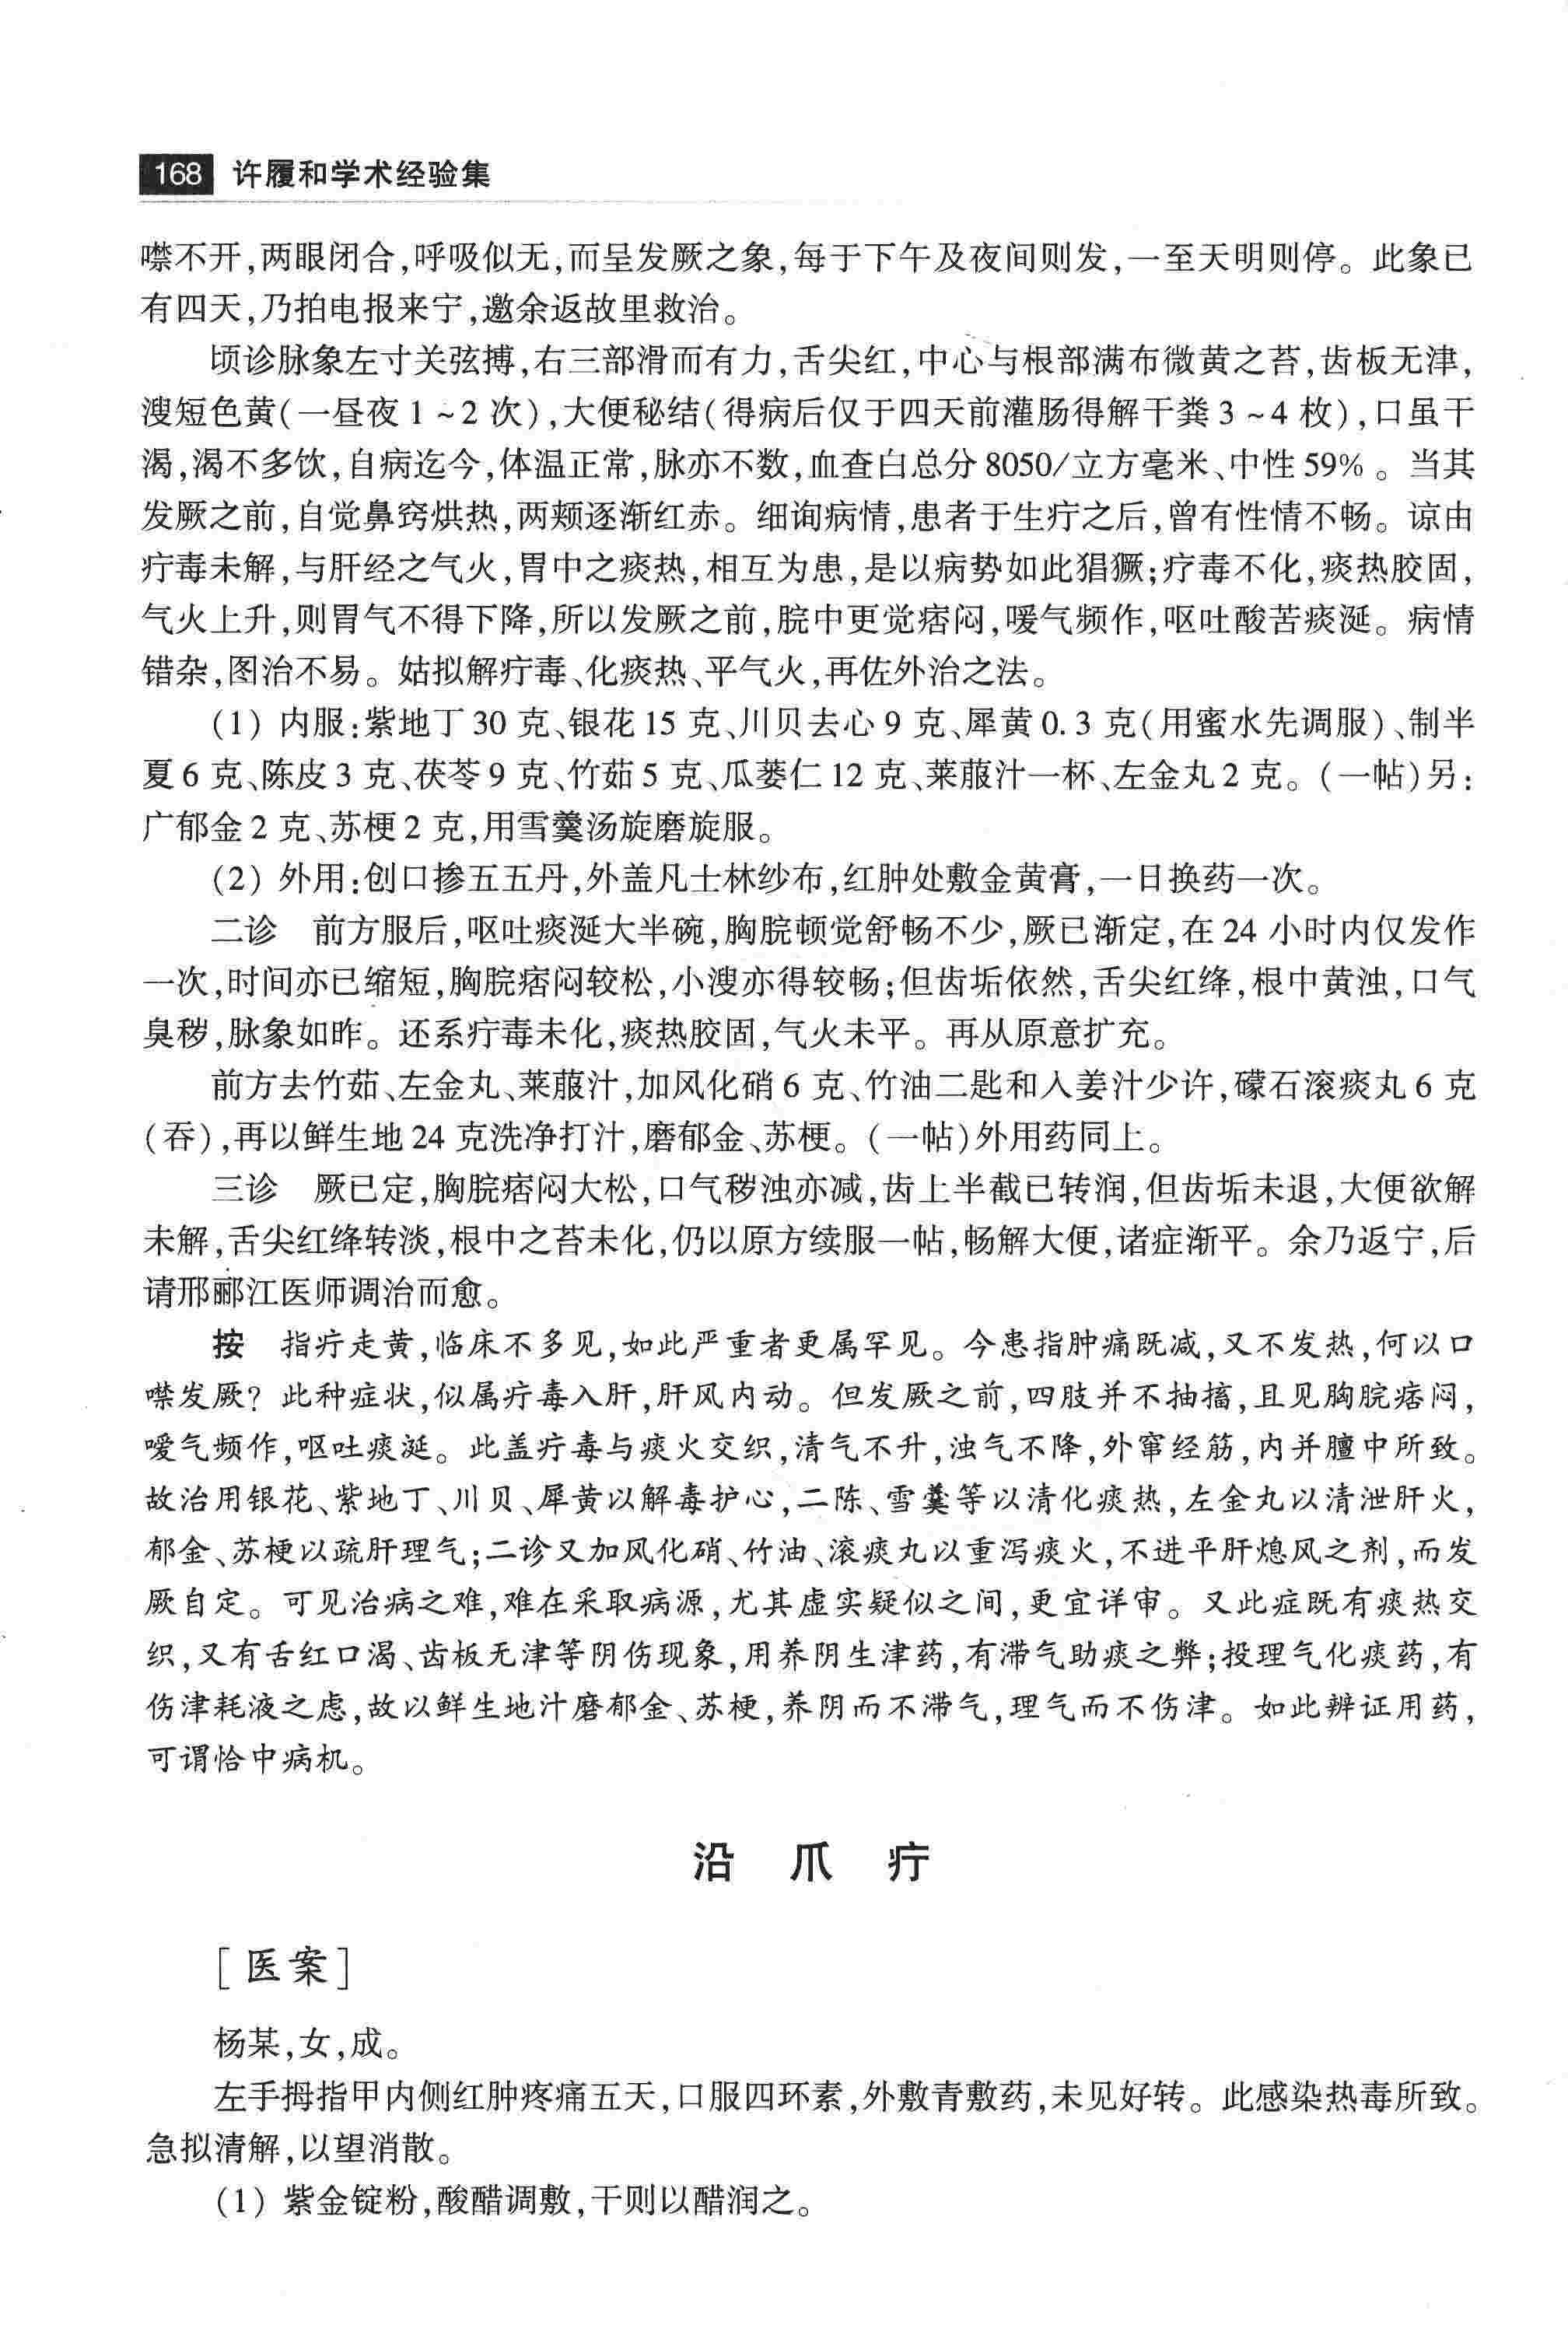 168 许履和学术经验集
噤不开,两眼闭合,呼吸似无,而呈发厥之象,每于下午及夜间则发,一至天明则停。此象已
有四天,乃拍电报来宁,邀余返故里救治。
顷诊脉象左寸关弦搏,右三部滑而有力,舌尖红,中心与根部满布微黄之苔,齿板无津,
溲短色黄(一昼夜1~2次),大便秘结(得病后仅于四天前灌肠得解干粪3~4枚),口虽干
渴,渴不多饮,自病迄今,体温正常,脉亦不数,血查白总分8050/立方毫米、中性59%。当其
发厥之前,自觉鼻窍烘热,两颊逐渐红赤。细询病情,患者于生疔之后,曾有性情不畅。谅由
疔毒未解,与肝经之气火,胃中之痰热,相互为患,是以病势如此猖獗;疔毒不化,痰热胶固,
气火上升,则胃气不得下降,所以发厥之前,脘中更觉痞闷,嗳气频作,呕吐酸苦痰涎。病情
错杂,图治不易。姑拟解疔毒、化痰热、平气火,再佐外治之法。
(1) 内服:紫地丁30克、银花15克、川贝去心9克、犀黄0.3克(用蜜水先调服)、制半
夏6克、陈皮3克、茯苓9克、竹茹5克、瓜蒌仁12克、莱菔汁一杯、左金丸2克。(一帖)另:
广郁金2克、苏梗2克,用雪羹汤旋磨旋服。
(2) 外用:创口掺五五丹,外盖凡士林纱布,红肿处敷金黄膏,一日换药一次。
二诊 前方服后,呕吐痰涎大半碗,胸脘顿觉舒畅不少,厥已渐定,在24小时内仅发作
一次,时间亦已缩短,胸脘痞闷较松,小溲亦得较畅;但齿垢依然,舌尖红绛,根中黄浊,口气
臭秽,脉象如昨。还系疔毒未化,痰热胶固,气火未平。再从原意扩充。
前方去竹茹、左金丸、莱菔汁,加风化硝6克、竹油二匙和入姜汁少许,礞石滚痰丸6克
(吞),再以鲜生地24克洗净打汁,磨郁金、苏梗。(一帖)外用药同上。
三诊 厥已定,胸脘痞闷大松,口气秽浊亦减,齿上半截已转润,但齿垢未退,大便欲解
未解,舌尖红绛转淡,根中之苔未化,仍以原方续服一帖,畅解大便,诸症渐平。余乃返宁,后
请邢郦江医师调治而愈。
按 指疔走黄,临床不多见,如此严重者更属罕见。今患指肿痛既减,又不发热,何以口
噤发厥?此种症状,似属疔毒入肝,肝风内动。但发厥之前,四肢并不抽搐,且见胸脘痞闷,
嗳气频作,呕吐痰涎。此盖疔毒与痰火交织,清气不升,浊气不降,外窜经筋,内并膻中所致。
故治用银花、紫地丁、川贝、犀黄以解毒护心,二陈、雪羹等以清化痰热,左金丸以清泄肝火,
郁金、苏梗以疏肝理气;二诊又加风化硝、竹油、滚痰丸以重泻痰火,不进平肝熄风之剂,而发
厥自定。可见治病之难,难在采取病源,尤其虚实疑似之间,更宜详审。又此症既有痰热交
织,又有舌红口渴、齿板无津等阴伤现象,用养阴生津药,有滞气助痰之弊;投理气化痰药,有
伤津耗液之虑,故以鲜生地汁磨郁金、苏梗,养阴而不滞气,理气而不伤津。如此辨证用药,
可谓恰中病机。
沿爪疔
[医案]
杨某,女,成。
左手拇指甲内侧红肿疼痛五天,口服四环素,外敷青敷药,未见好转。此感染热毒所致。
急拟清解,以望消散。
(1) 紫金锭粉,酸醋调敷,干则以醋润之。